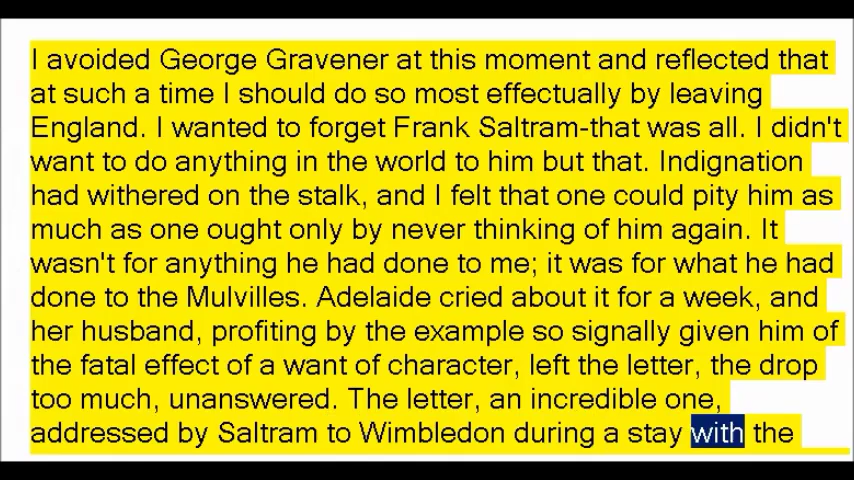 I avoided George Gravener at this moment and reflected that
at such a time I should do so most effectually by leaving
England. I wanted to forget Frank Saltram-that was all. I didn't
want to do anything in the world to him but that. Indignation
had withered on the stalk, and I felt that one could pity him as
much as one ought only by never thinking of him again. It
wasn't for anything he had done to me; it was for what he had
done to the Mulvilles. Adelaide cried about it for a week, and
her husband, profiting by the example so signally given him of
the fatal effect of a want of character, left the letter, the drop
too much, unanswered. The letter, an incredible one,
addressed by Saltram to Wimbledon during a stay with the